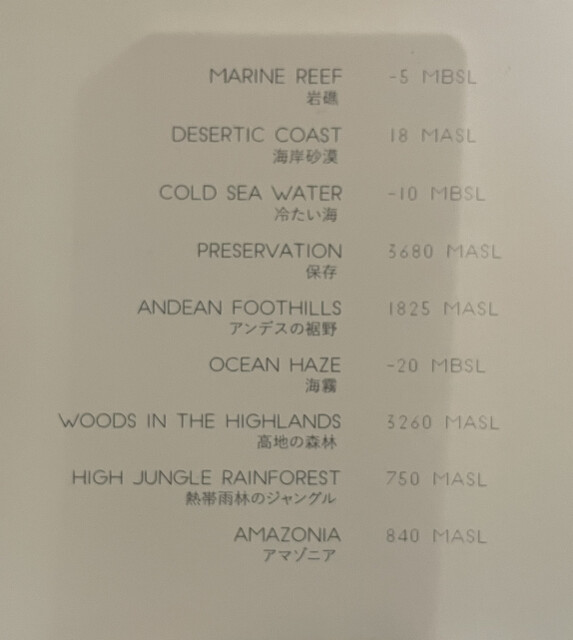 MARINE REEF -5 MBSL
岩礁
DESERTIC COAST 18 MASL
海岸砂漠
COLD SEA WATER -10 MBSL
冷たい海
PRESERVATION 3680 MASL
保存
ANDEAN FOOTHILLS 1825 MASL
アンデスの裾野
OCEAN HAZE -20 MBSL
海霧
WOODS IN THE HIGHLANDS 3260 MASL
高地の森林
HIGH JUNGLE RAINFOREST 750 MASL
熱帯雨林のジャングル
AMAZONIA 840 MASL
アマゾニア